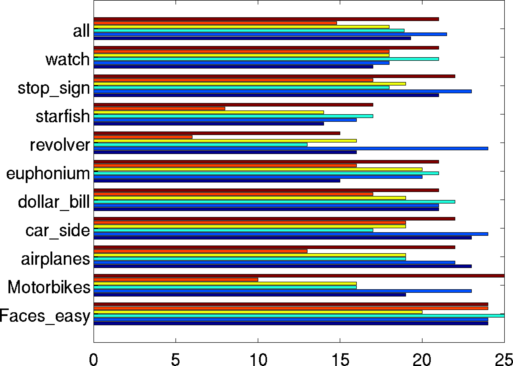 all
watch
stop_sign
starfish
revolver
euphonium
dollar_bill
car_side
airplanes
Motorbikes
Faces_easy
0 5 10 15 20 25